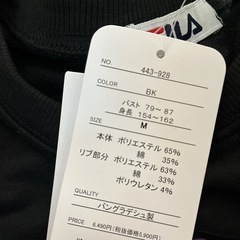 FILA
NO.
443-928
COLOR
BK
バスト 79~87
身長 154~162
SIZE
M
本体 ポリエステル 65%
綿 35%
リブ部分 ポリエステル 63%
綿 33%
ポリウレタン 4%
QUALITY
バングラデシュ製
PRICE
6,490円(税抜価格5,900円)